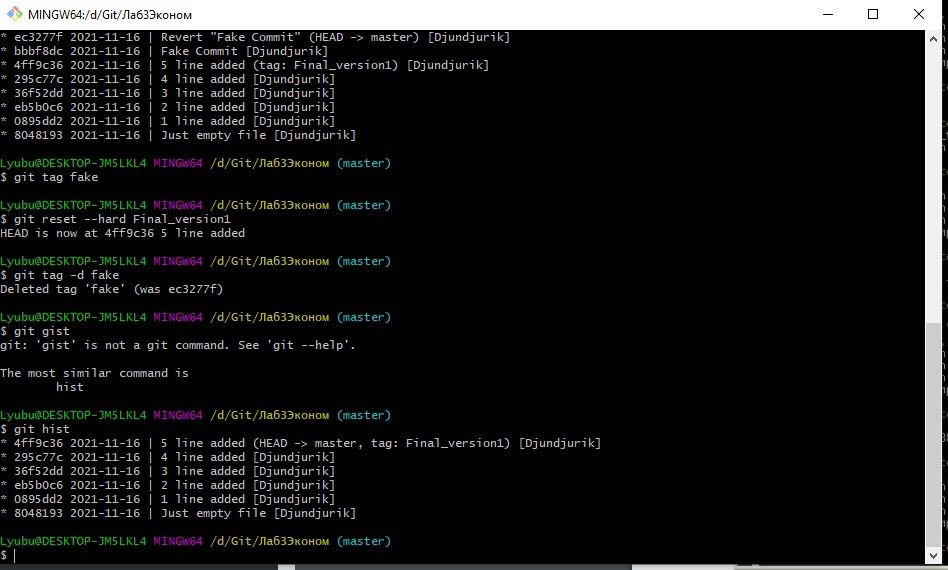 MINGW64:/d/Git/Лаб3Эконом
* ec3277f 2021-11-16 | Revert "Fake Commit" (HEAD -> master) [Djundjurik]
* bbbf8dc 2021-11-16 | Fake Commit [Djundjurik]
* 4ff9c36 2021-11-16 | 5 line added (tag: Final_version1) [Djundjurik]
* 295c77c 2021-11-16 | 4 line added [Djundjurik]
* 36f52dd 2021-11-16 | 3 line added [Djundjurik]
* eb5b0c6 2021-11-16 | 2 line added [Djundjurik]
* 0895dd2 2021-11-16 | 1 line added [Djundjurik]
* 8048193 2021-11-16 | Just empty file [Djundjurik]
Lyubu@DESKTOP-JM5LKL4 MINGW64 /d/Git/Лаб3Эконом (master)
$ git tag fake
Lyubu@DESKTOP-JM5LKL4 MINGW64 /d/Git/Лаб3Эконом (master)
$ git reset --hard Final_version1
HEAD is now at 4ff9c36 5 line added
Lyubu@DESKTOP-JM5LKL4 MINGW64 /d/Git/Лаб3Эконом (master)
$ git tag -d fake
Deleted tag 'fake' (was ec3277f)
Lyubu@DESKTOP-JM5LKL4 MINGW64 /d/Git/Лаб3Эконом (master)
$ git gist
git: 'gist' is not a git command. See 'git --help'.
The most similar command is
hist
Lyubu@DESKTOP-JM5LKL4 MINGW64 /d/Git/Лаб3Эконом (master)
$ git hist
* 4ff9c36 2021-11-16 | 5 line added (HEAD -> master, tag: Final_version1) [Djundjurik]
* 295c77c 2021-11-16 | 4 line added [Djundjurik]
* 36f52dd 2021-11-16 | 3 line added [Djundjurik]
* eb5b0c6 2021-11-16 | 2 line added [Djundjurik]
* 0895dd2 2021-11-16 | 1 line added [Djundjurik]
* 8048193 2021-11-16 | Just empty file [Djundjurik]
Lyubu@DESKTOP-JM5LKL4 MINGW64 /d/Git/Лаб3Эконом (master)
$